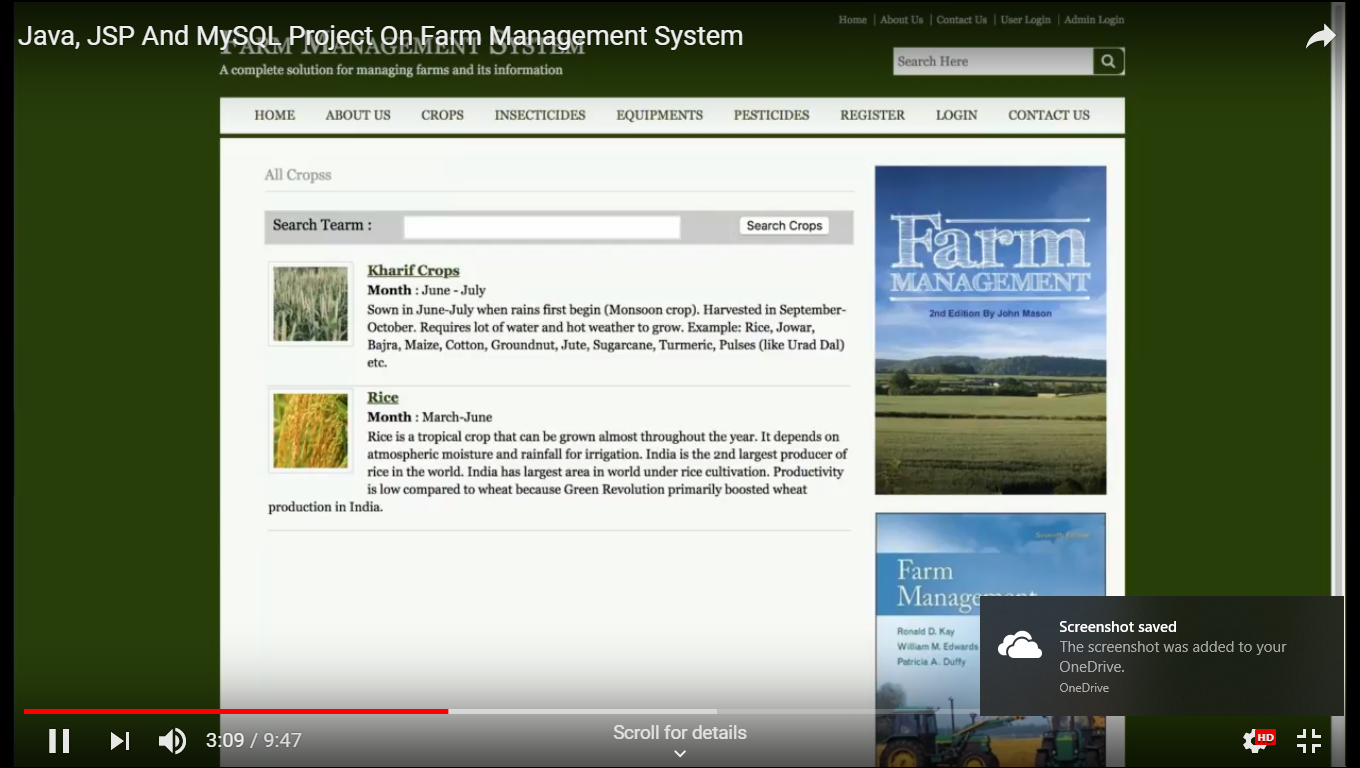 Java, JSP And MySQL Project On Farm Management System
Home | About Us | Contact Us | User Login | Admin Login
FARM MANAGEMENT SYSTEM
A complete solution for managing farms and its information
Search Here
HOME ABOUT US CROPS INSECTICIDES EQUIPMENTS PESTICIDES REGISTER LOGIN CONTACT US
All Cropss
Search Tearm :
Search Crops
Kharif Crops
Month : June - July
Sown in June-July when rains first begin (Monsoon crop). Harvested in September-
October. Requires lot of water and hot weather to grow. Example: Rice, Jowar,
Bajra, Maize, Cotton, Groundnut, Jute, Sugarcane, Turmeric, Pulses (like Urad Dal)
etc.
Rice
Month : March-June
Rice is a tropical crop that can be grown almost throughout the year. It depends on
atmospheric moisture and rainfall for irrigation. India is the 2nd largest producer of
rice in the world. India has largest area in world under rice cultivation. Productivity
is low compared to wheat because Green Revolution primarily boosted wheat
production in India.
Farm
MANAGEMENT
2nd Edition By John Mason
Seventh Edition
Farm
Management
Ronald D. Kay
William M. Edwards
Patricia A. Duffy
Screenshot saved
The screenshot was added to your
OneDrive.
OneDrive
3:09 / 9:47
Scroll for details
HD